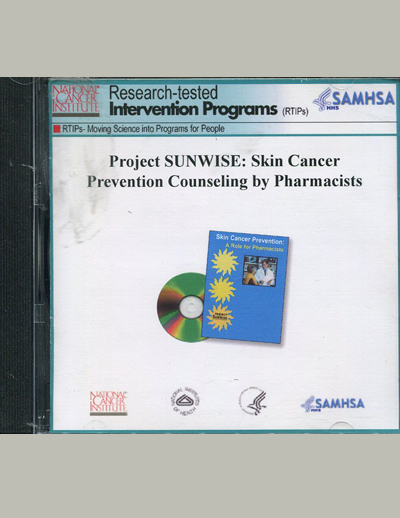 NATIONAL
CANCER
INSTITUTE
Research-tested
Intervention Programs (RTIPs)
SAMHSA
HHS
RTIPs- Moving Science into Programs for People
Project SUNWISE: Skin Cancer
Prevention Counseling by Pharmacists
Skin Cancer Prevention:
A Role for Pharmacists
NATIONAL
CANCER
INSTITUTE
NATIONAL INSTITUTES
OF HEALTH
SAMHSA
HHS